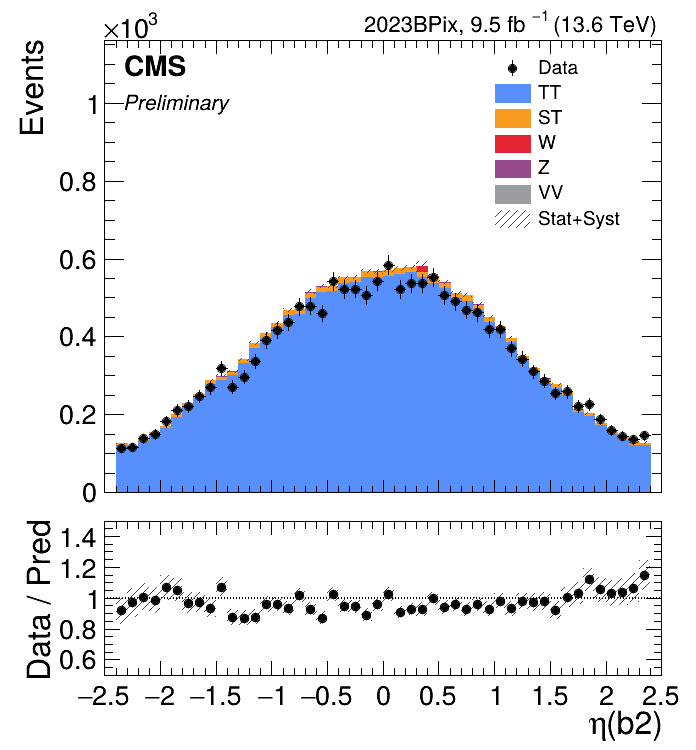 ×10³
2023BPix, 9.5 fb ⁻¹ (13.6 TeV)
Events
CMS
Preliminary
Data
TT
ST
W
Z
VV
Stat+Syst
1
0.8
0.6
0.4
0.2
0
Data / Pred
1.4
1.2
1
0.8
0.6
−2.5 −2 −1.5 −1 −0.5 0 0.5 1 1.5 2 2.5
η(b2)